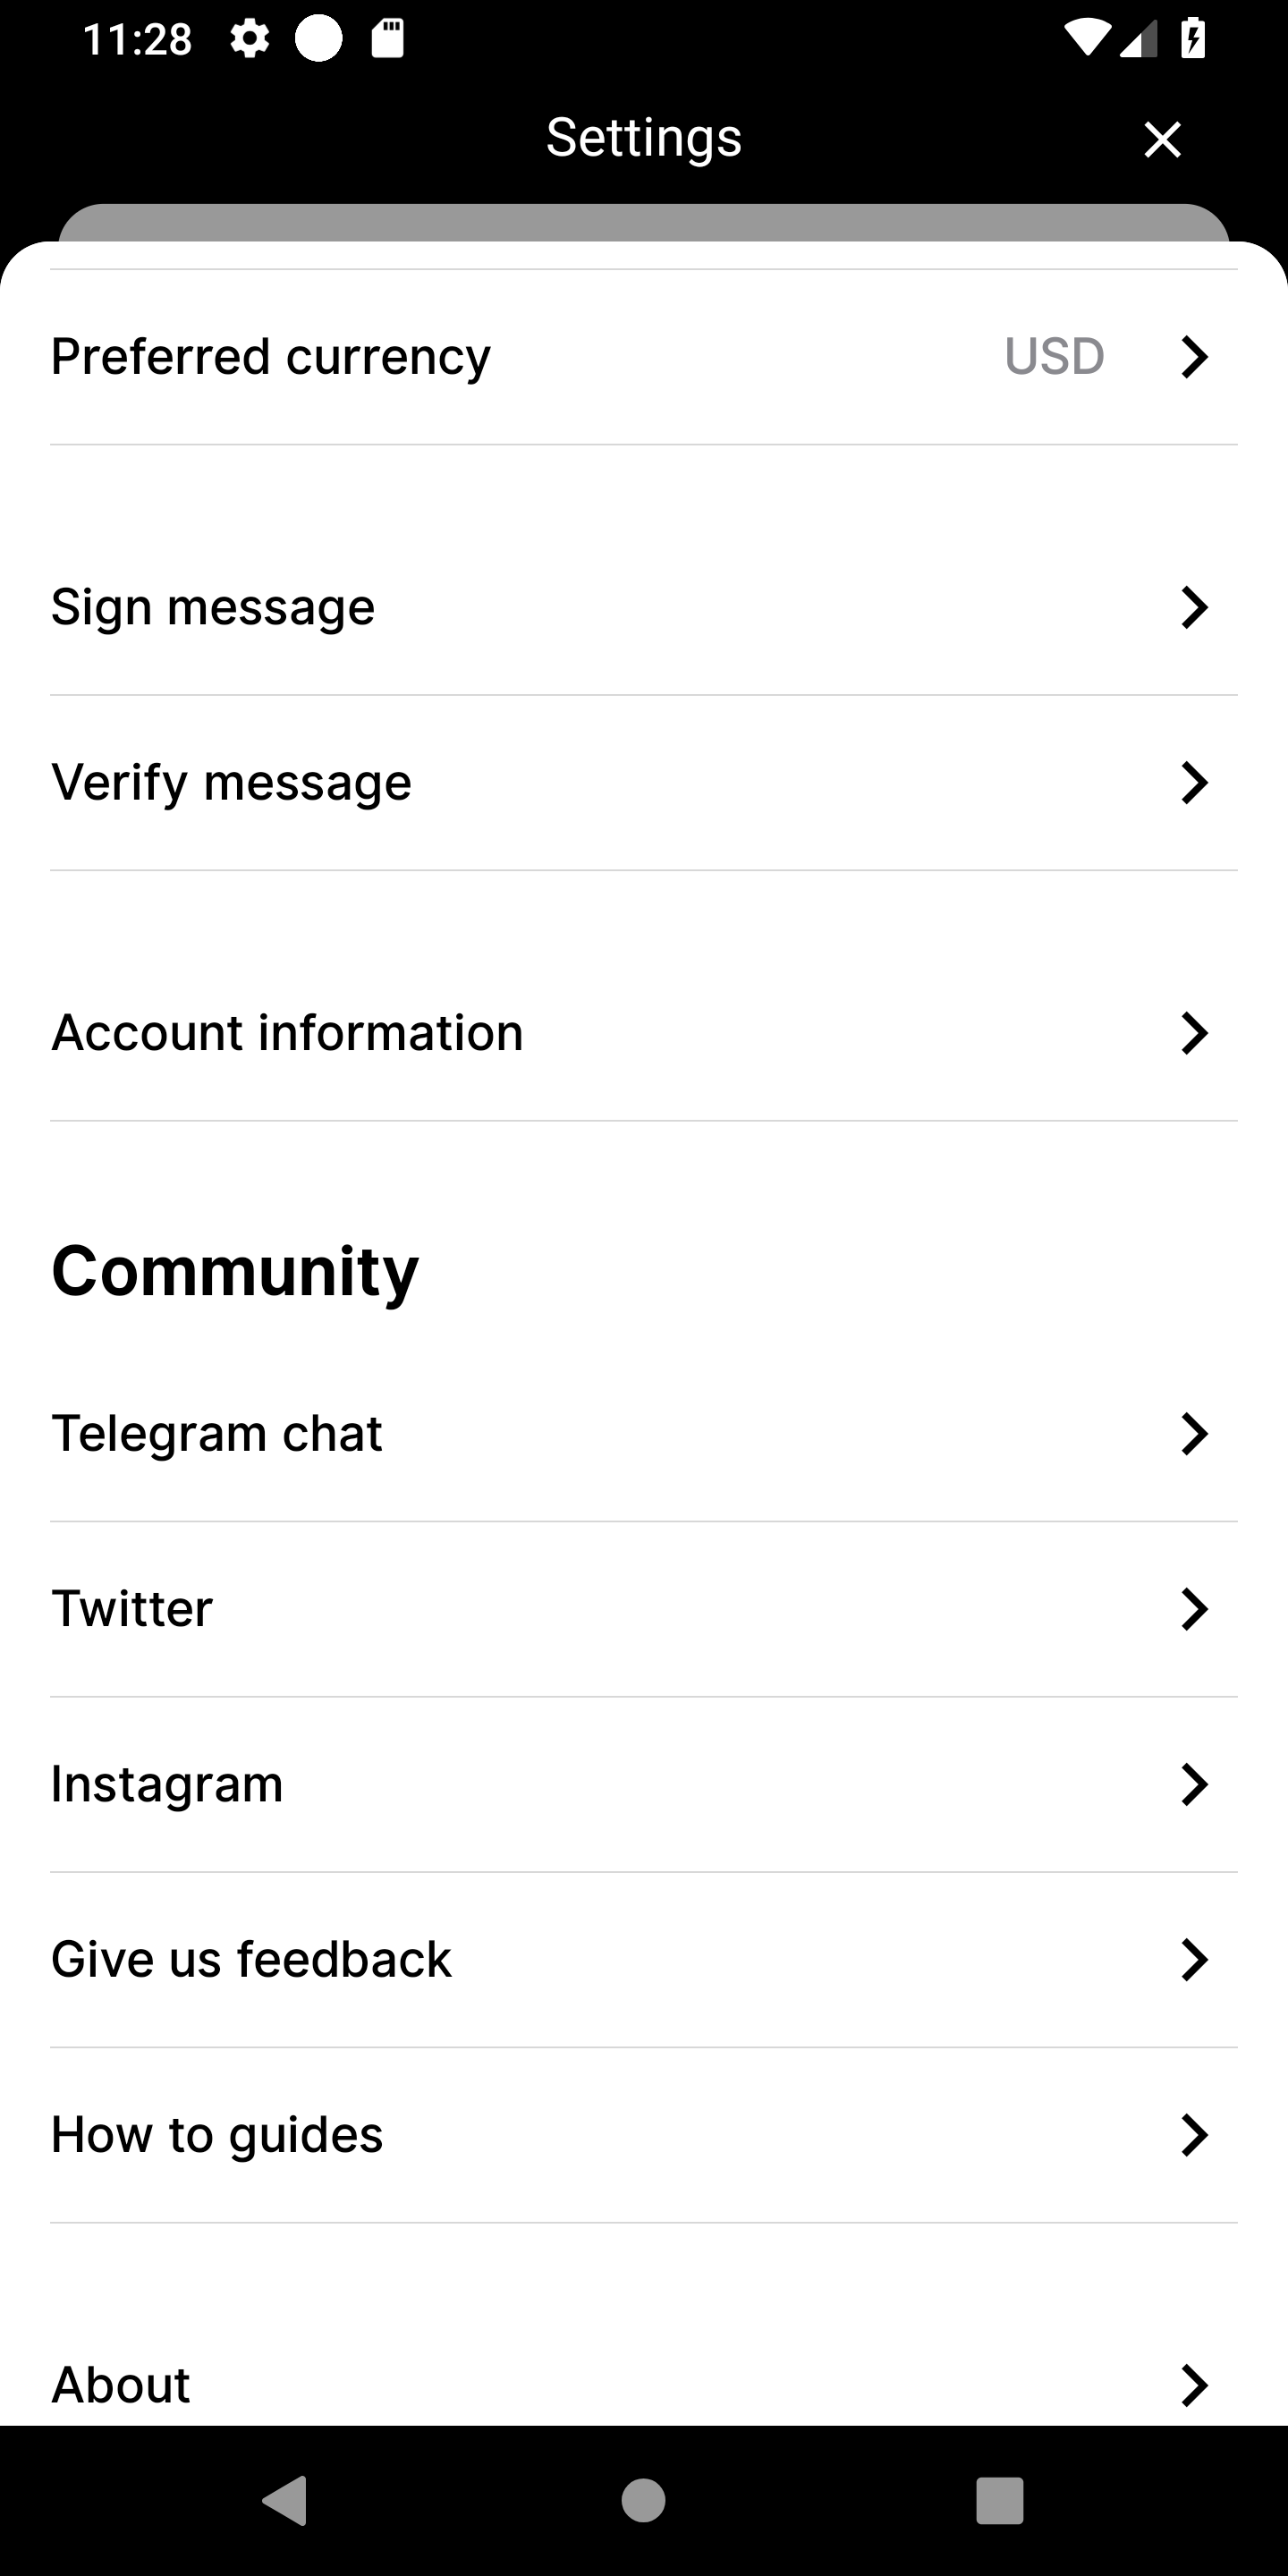 11:28
Settings
Preferred currency USD
Sign message
Verify message
Account information
Community
Telegram chat
Twitter
Instagram
Give us feedback
How to guides
About